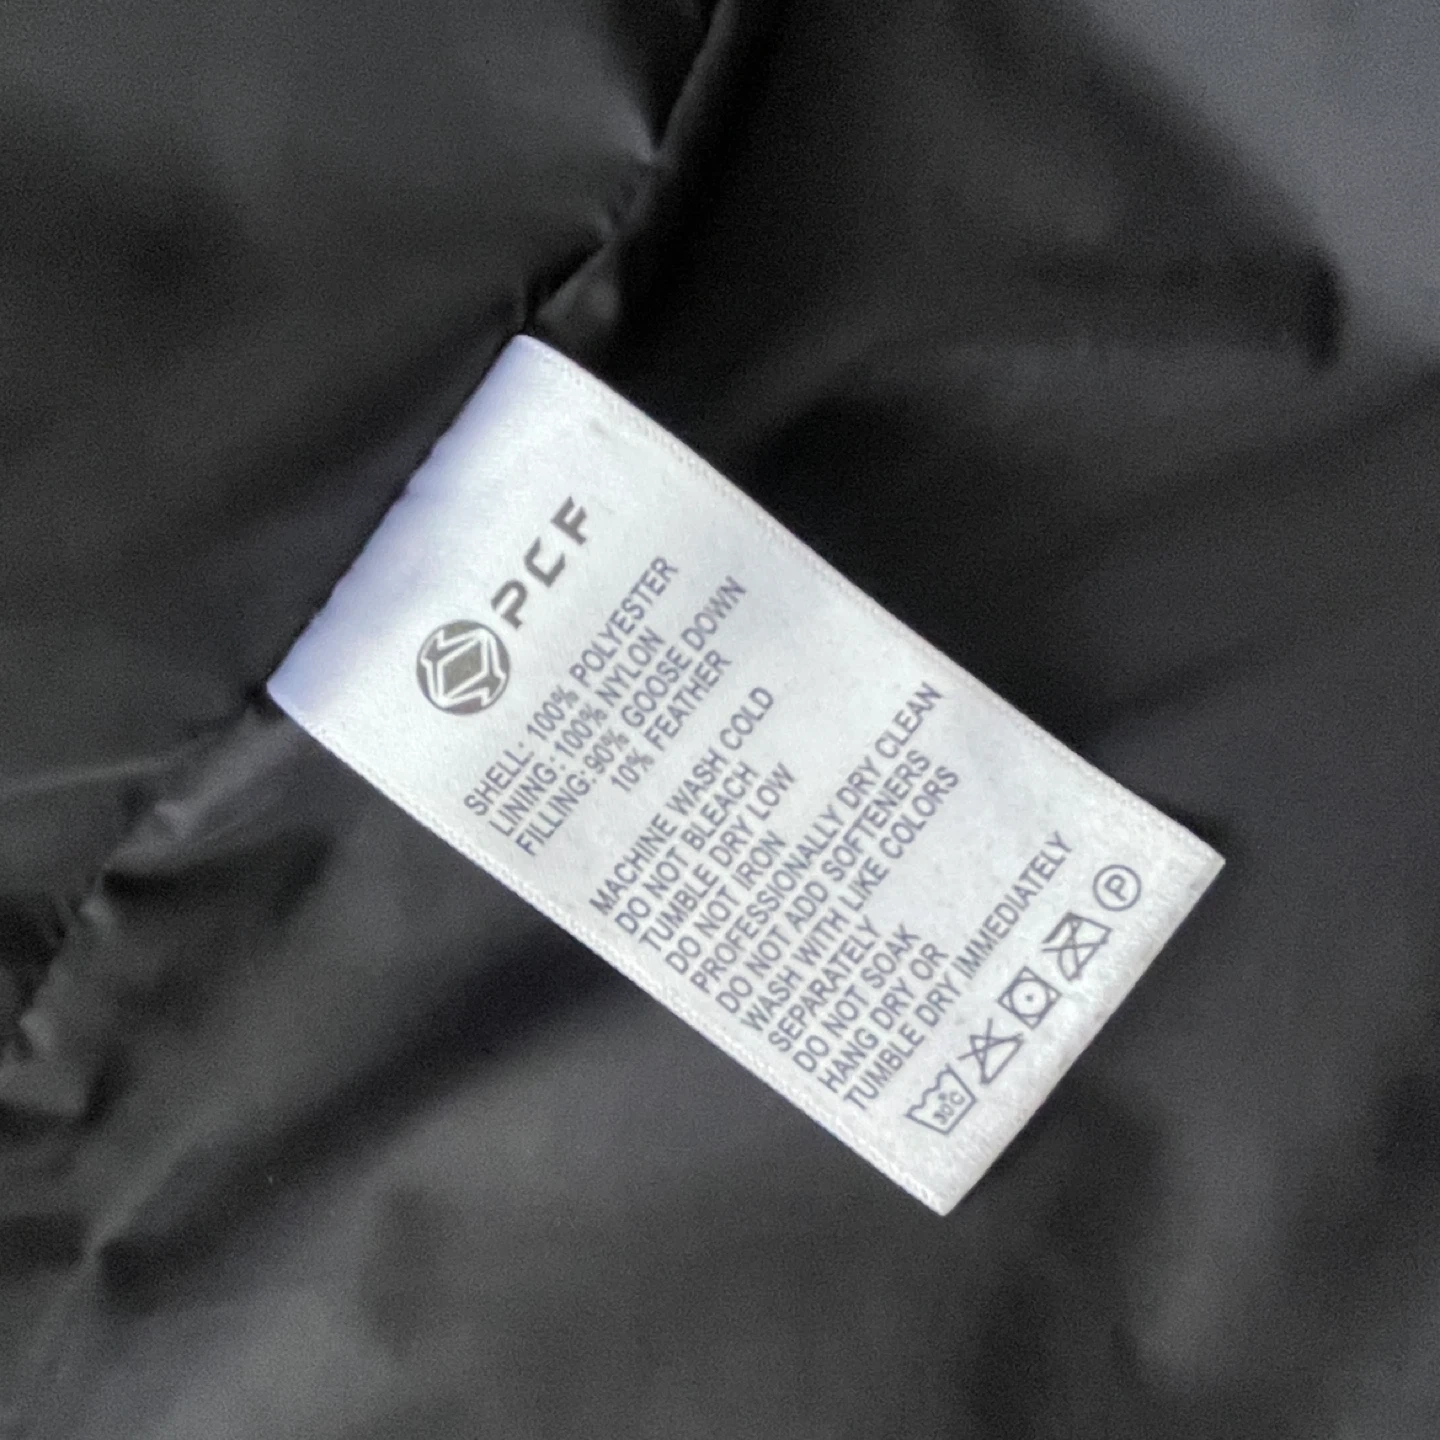 PCF
SHELL: 100% POLYESTER
LINING: 100% NYLON
FILLING: 90% GOOSE DOWN
10% FEATHER
MACHINE WASH COLD
DO NOT BLEACH
TUMBLE DRY LOW
DO NOT IRON
PROFESSIONALLY DRY CLEAN
DO NOT ADD SOFTENERS
WASH WITH LIKE COLORS
SEPARATELY
DO NOT SOAK
HANG DRY OR
TUMBLE DRY IMMEDIATELY
30°C P